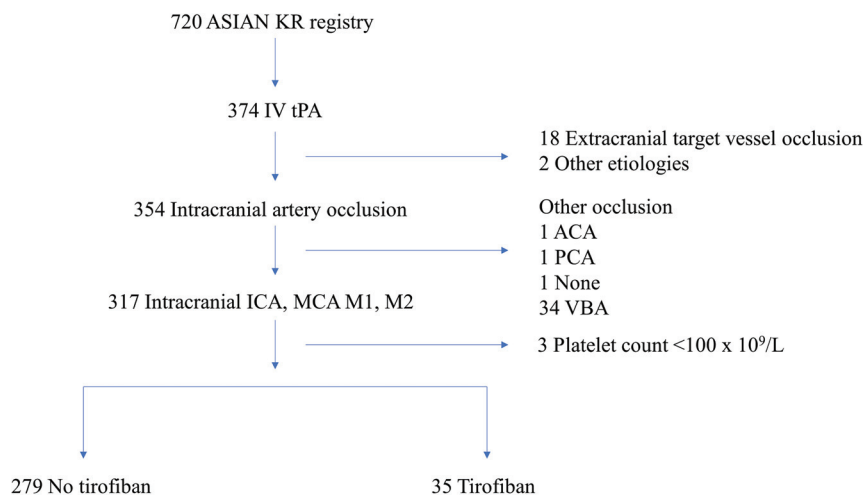 720 ASIAN KR registry
374 IV tPA
18 Extracranial target vessel occlusion
2 Other etiologies
354 Intracranial artery occlusion
Other occlusion
1 ACA
1 PCA
1 None
34 VBA
317 Intracranial ICA, MCA M1, M2
3 Platelet count <100 x 10⁹/L
279 No tirofiban
35 Tirofiban